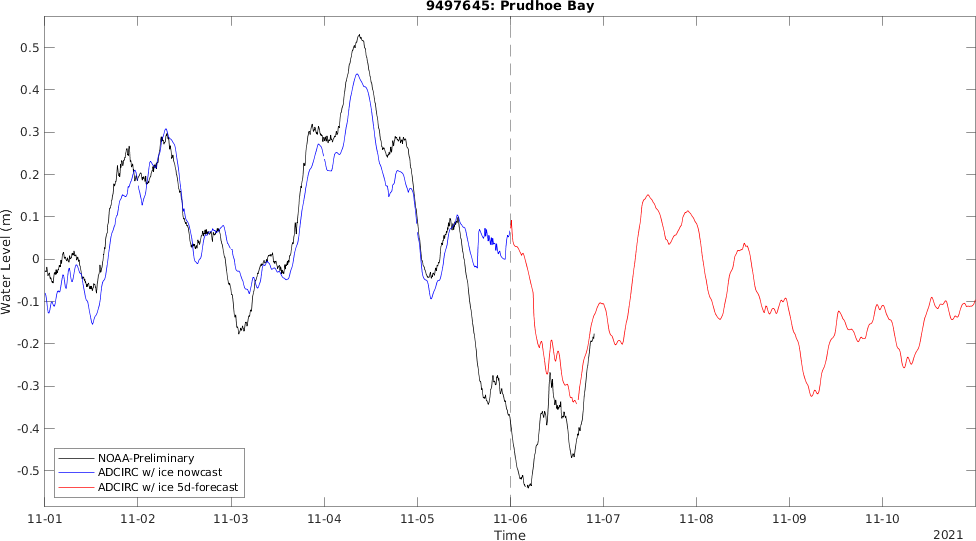 9497645: Prudhoe Bay
Water Level (m)
0.5
0.4
0.3
0.2
0.1
0
-0.1
-0.2
-0.3
-0.4
-0.5
NOAA-Preliminary
ADCIRC w/ ice nowcast
ADCIRC w/ ice 5d-forecast
11-01 11-02 11-03 11-04 11-05 11-06 11-07 11-08 11-09 11-10
Time
2021